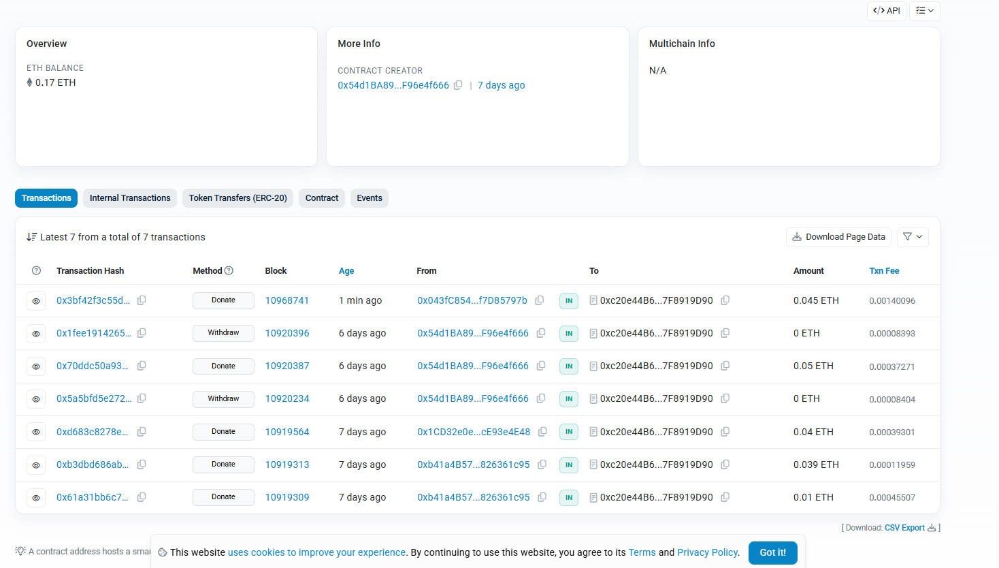 API
Overview
ETH BALANCE
0.17 ETH
More Info
CONTRACT CREATOR
0x54d1BA89...F96e4f666 | 7 days ago
Multichain Info
N/A
Transactions Internal Transactions Token Transfers (ERC-20) Contract Events
Latest 7 from a total of 7 transactions Download Page Data
Transaction Hash Method Block Age From To Amount Txn Fee
0x3bf42f3c55d... Donate 10968741 1 min ago 0x043fC854...f7D85797b IN 0xc20e44B6...7F8919D90 0.045 ETH 0.00140096
0x1fee1914265... Withdraw 10920396 6 days ago 0x54d1BA89...F96e4f666 IN 0xc20e44B6...7F8919D90 0 ETH 0.00008393
0x70ddc50a93... Donate 10920387 6 days ago 0x54d1BA89...F96e4f666 IN 0xc20e44B6...7F8919D90 0.05 ETH 0.00037271
0x5a5bfd5e272... Withdraw 10920234 6 days ago 0x54d1BA89...F96e4f666 IN 0xc20e44B6...7F8919D90 0 ETH 0.00008404
0xd683c8278e... Donate 10919564 7 days ago 0x1CD32e0e...cE93e4E48 IN 0xc20e44B6...7F8919D90 0.04 ETH 0.00039301
0xb3dbd686ab... Donate 10919313 7 days ago 0xb41a4B57...826361c95 IN 0xc20e44B6...7F8919D90 0.039 ETH 0.00011959
0x61a31bb6c7... Donate 10919309 7 days ago 0xb41a4B57...826361c95 IN 0xc20e44B6...7F8919D90 0.01 ETH 0.00045507
[ Download: CSV Export ]
A contract address hosts a smar
This website uses cookies to improve your experience. By continuing to use this website, you agree to its Terms and Privacy Policy. Got it!